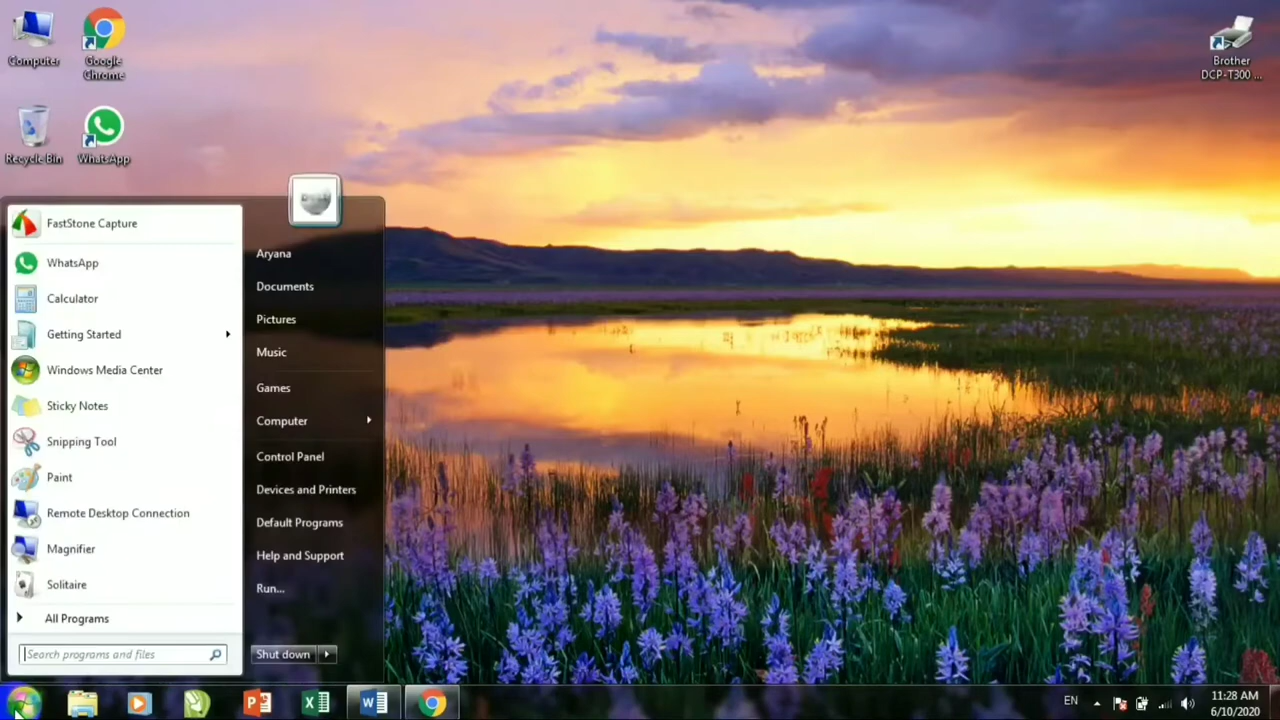 Computer
Google
Chrome
Recycle Bin
WhatsApp
Brother
DCP-T300 ...
FastStone Capture
WhatsApp
Calculator
Getting Started
Windows Media Center
Sticky Notes
Snipping Tool
Paint
Remote Desktop Connection
Magnifier
Solitaire
All Programs
Search programs and files
Aryana
Documents
Pictures
Music
Games
Computer
Control Panel
Devices and Printers
Default Programs
Help and Support
Run...
Shut down
EN
11:28 AM
6/10/2020